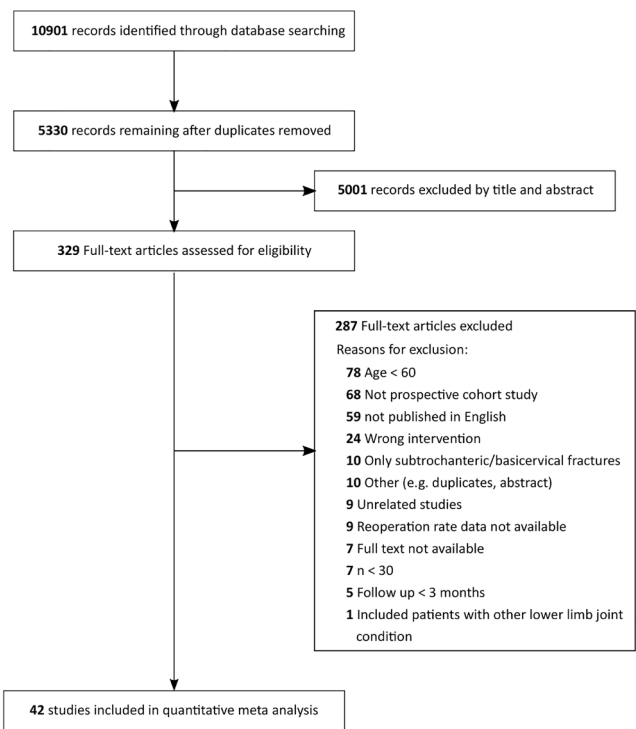 10901 records identified through database searching
5330 records remaining after duplicates removed
5001 records excluded by title and abstract
329 Full-text articles assessed for eligibility
287 Full-text articles excluded
Reasons for exclusion:
78 Age < 60
68 Not prospective cohort study
59 not published in English
24 Wrong intervention
10 Only subtrochanteric/basicervical fractures
10 Other (e.g. duplicates, abstract)
9 Unrelated studies
9 Reoperation rate data not available
7 Full text not available
7 n < 30
5 Follow up < 3 months
1 Included patients with other lower limb joint
condition
42 studies included in quantitative meta analysis